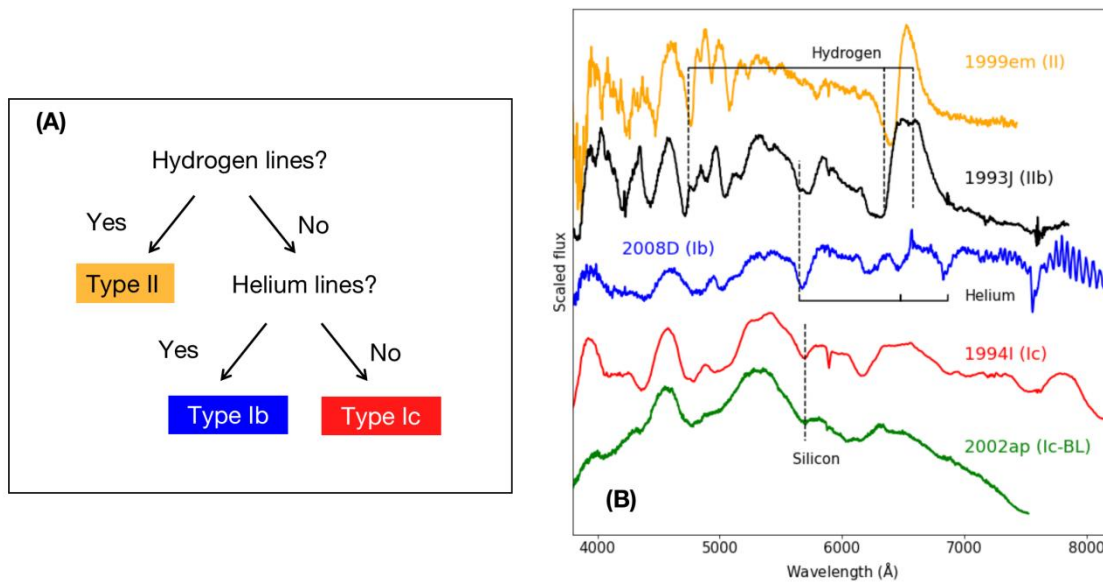 (A)
Hydrogen lines?
Yes
No
Type II
Helium lines?
Yes
No
Type Ib
Type Ic
Hydrogen
1999em (II)
1993J (IIb)
2008D (Ib)
Helium
1994I (Ic)
2002ap (Ic-BL)
Silicon
(B)
Scaled flux
4000 5000 6000 7000 8000
Wavelength (Å)